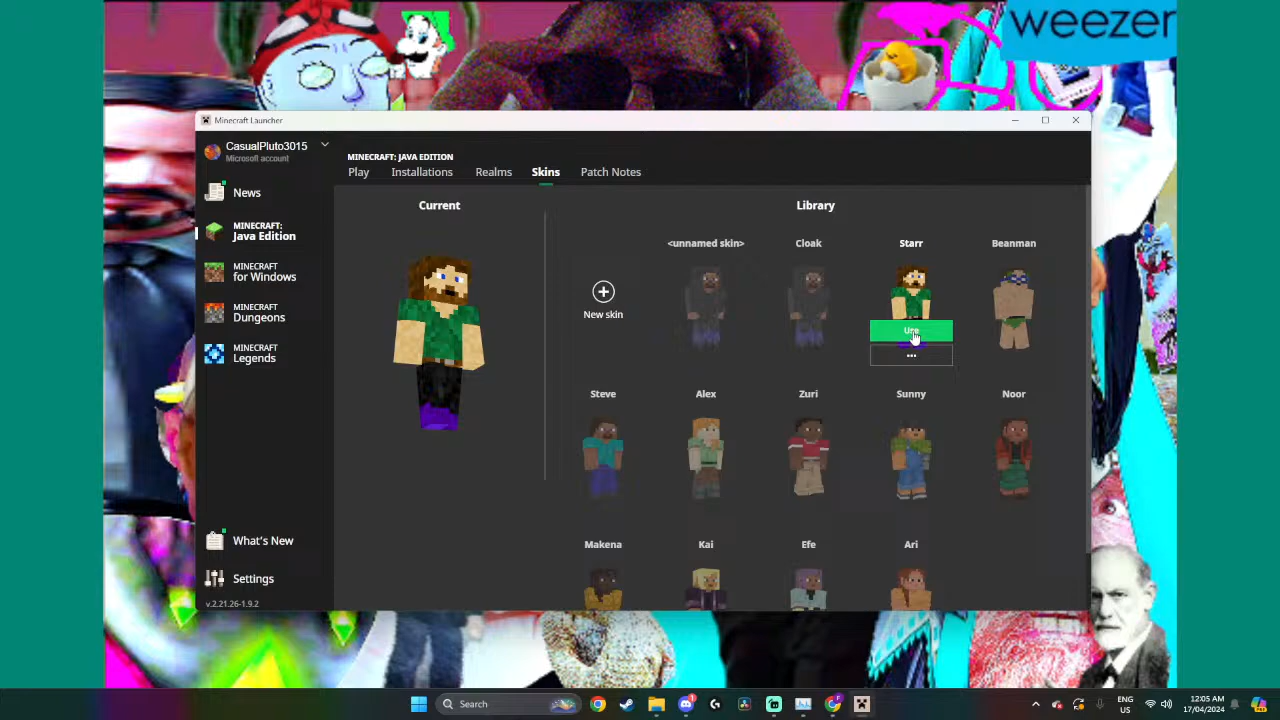 weezer
Minecraft Launcher
CasualPluto3015
Microsoft account
News
MINECRAFT:
Java Edition
MINECRAFT
for Windows
MINECRAFT
Dungeons
MINECRAFT
Legends
What's New
Settings
v.2.21.26-1.9.2
MINECRAFT: JAVA EDITION
Play Installations Realms Skins Patch Notes
Current
Library
<unnamed skin> Cloak Starr Beanman
New skin
Use
Steve Alex Zuri Sunny Noor
Makena Kai Efe Ari
Search
1
ENG
US
12:05 AM
17/04/2024